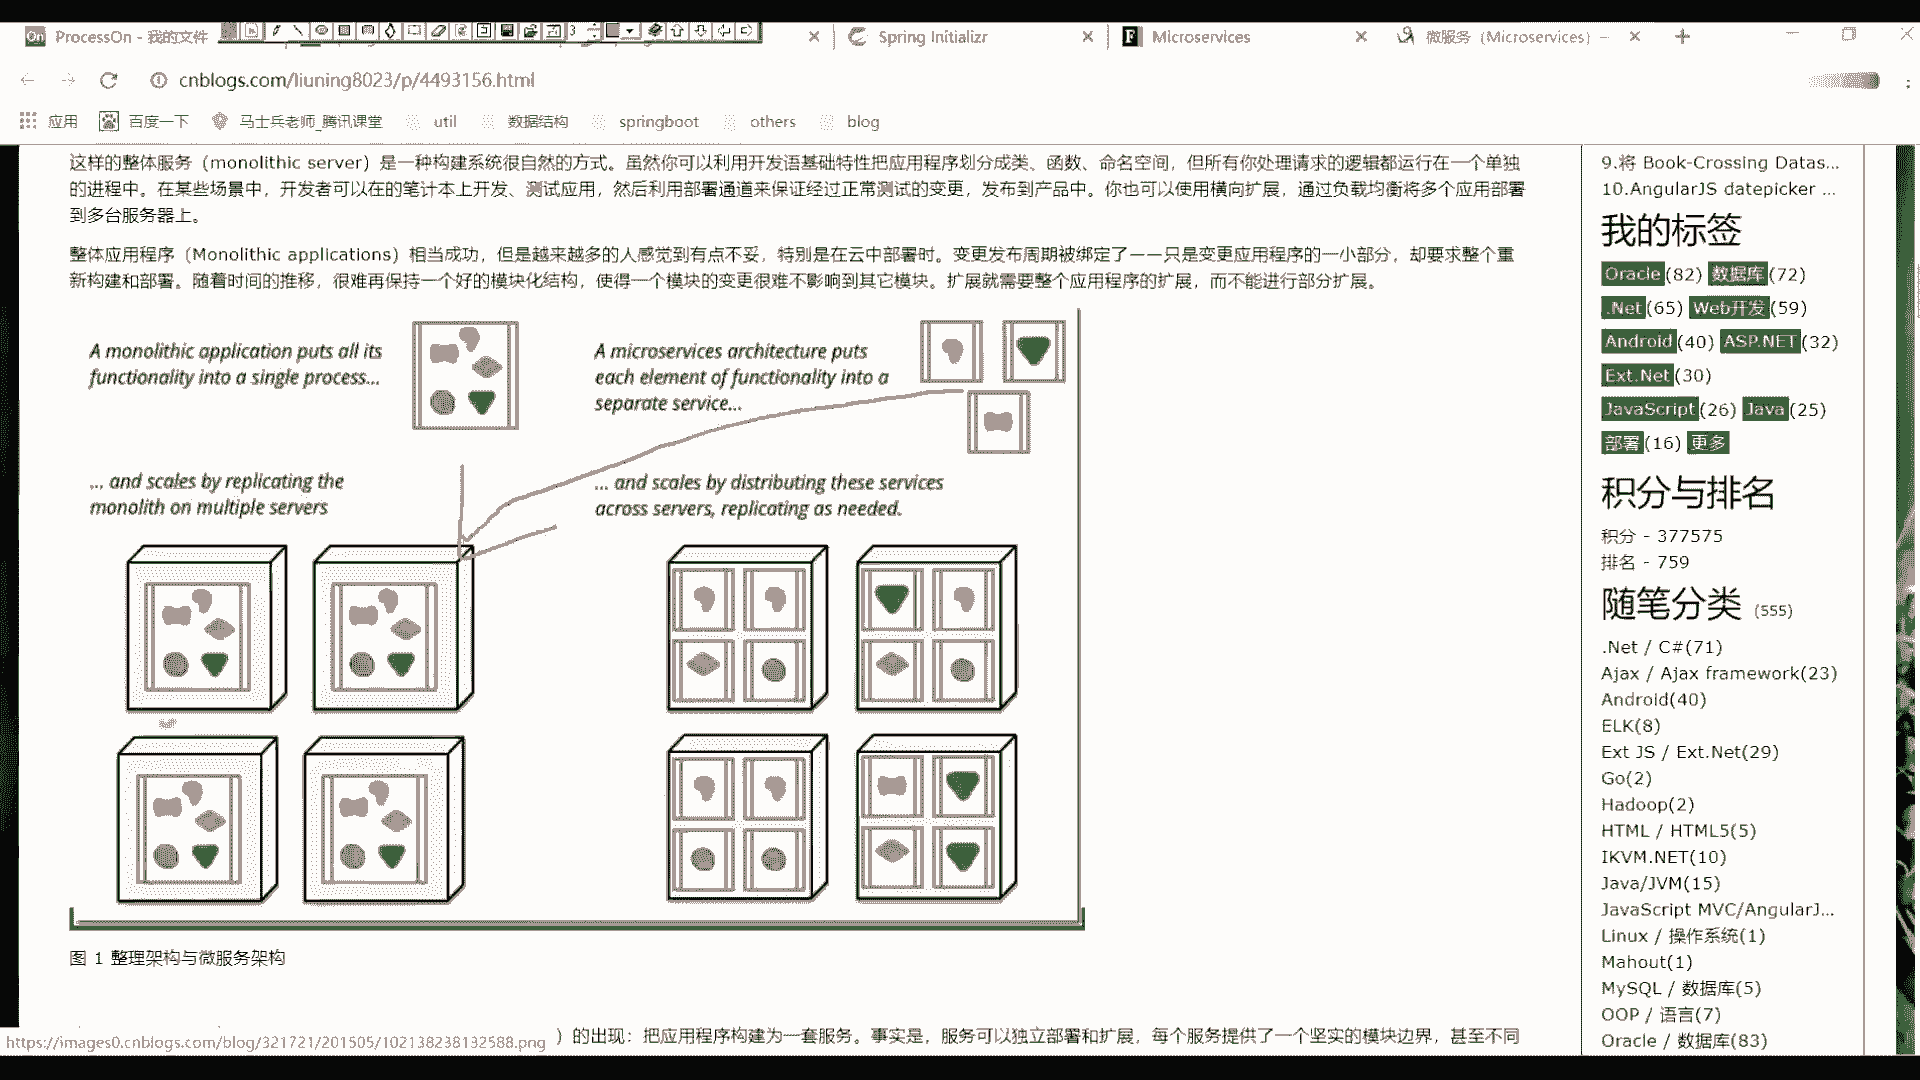 ProcessOn - 我的文件
Spring Initializr
Microservices
微服务（Microservices）–
cnblogs.com/liuning8023/p/4493156.html
应用
百度一下
马士兵老师_腾讯课堂
util
数据结构
springboot
others
blog
这样的整体服务（monolithic server）是一种构建系统很自然的方式。虽然你可以利用开发语基础特性把应用程序划分成类、函数、命名空间，但所有你处理请求的逻辑都运行在一个单独
的进程中。在某些场景中，开发者可以在的笔计本上开发、测试应用，然后利用部署通道来保证经过正常测试的变更，发布到产品中。你也可以使用横向扩展，通过负载均衡将多个应用部署
到多台服务器上。
整体应用程序（Monolithic applications）相当成功，但是越来越多的人感觉到有点不妥，特别是在云中部署时。变更发布周期被绑定了——只是变更应用程序的一小部分，却要求整个重
新构建和部署。随着时间的推移，很难再保持一个好的模块化结构，使得一个模块的变更很难不影响到其它模块。扩展就需要整个应用程序的扩展，而不能进行部分扩展。
A monolithic application puts all its
functionality into a single process...
A microservices architecture puts
each element of functionality into a
separate service...
... and scales by replicating the
monolith on multiple servers
... and scales by distributing these services
across servers, replicating as needed.
图 1 整理架构与微服务架构
）的出现：把应用程序构建为一套服务。事实是，服务可以独立部署和扩展，每个服务提供了一个坚实的模块边界，甚至不同
https://images0.cnblogs.com/blog/321721/201505/102138238132588.png
9.将 Book-Crossing Datas...
10.AngularJS datepicker ...
我的标签
Oracle(82) 数据库(72)
.Net(65) Web开发(59)
Android(40) ASP.NET(32)
Ext.Net(30)
JavaScript(26) Java(25)
部署(16) 更多
积分与排名
积分 - 377575
排名 - 759
随笔分类 (555)
.Net / C#(71)
Ajax / Ajax framework(23)
Android(40)
ELK(8)
Ext JS / Ext.Net(29)
Go(2)
Hadoop(2)
HTML / HTML5(5)
IKVM.NET(10)
Java/JVM(15)
JavaScript MVC/AngularJ...
Linux / 操作系统(1)
Mahout(1)
MySQL / 数据库(5)
OOP / 语言(7)
Oracle / 数据库(83)